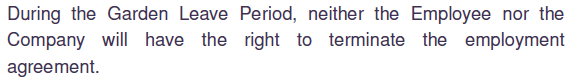 During the Garden Leave Period, neither the Employee nor the
Company will have the right to terminate the employment
agreement.